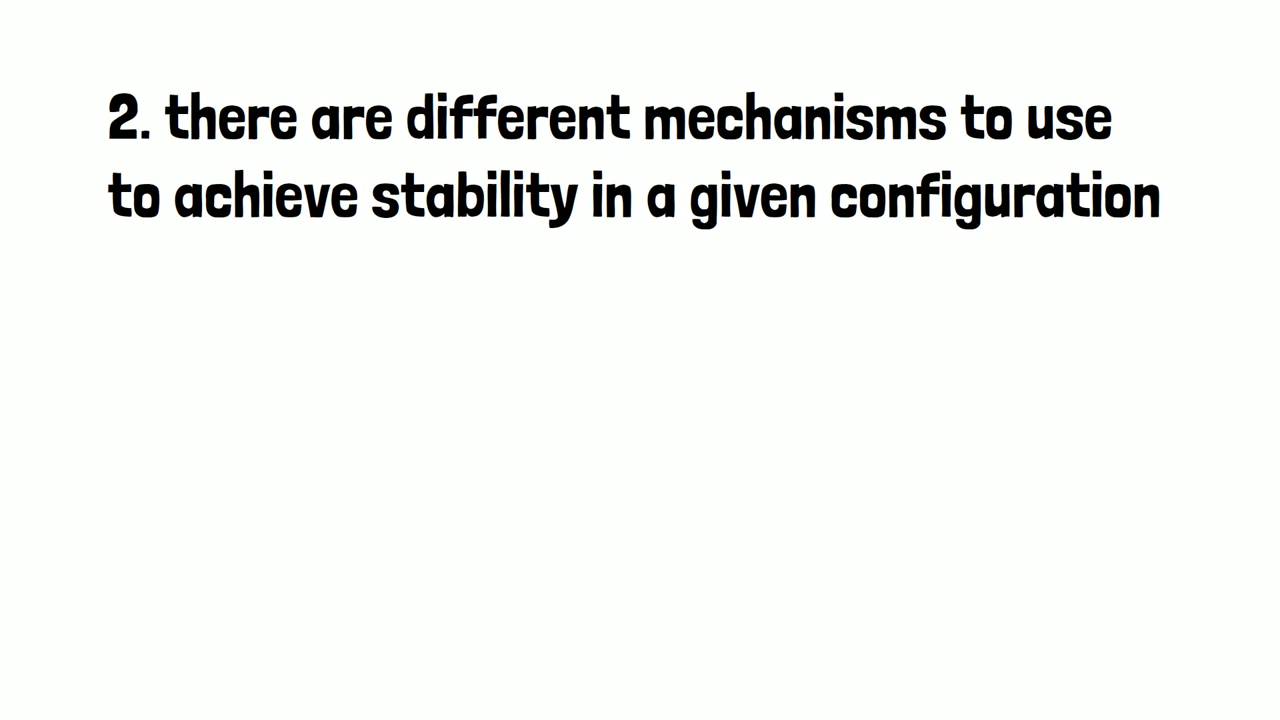 2. there are different mechanisms to use
to achieve stability in a given configuration